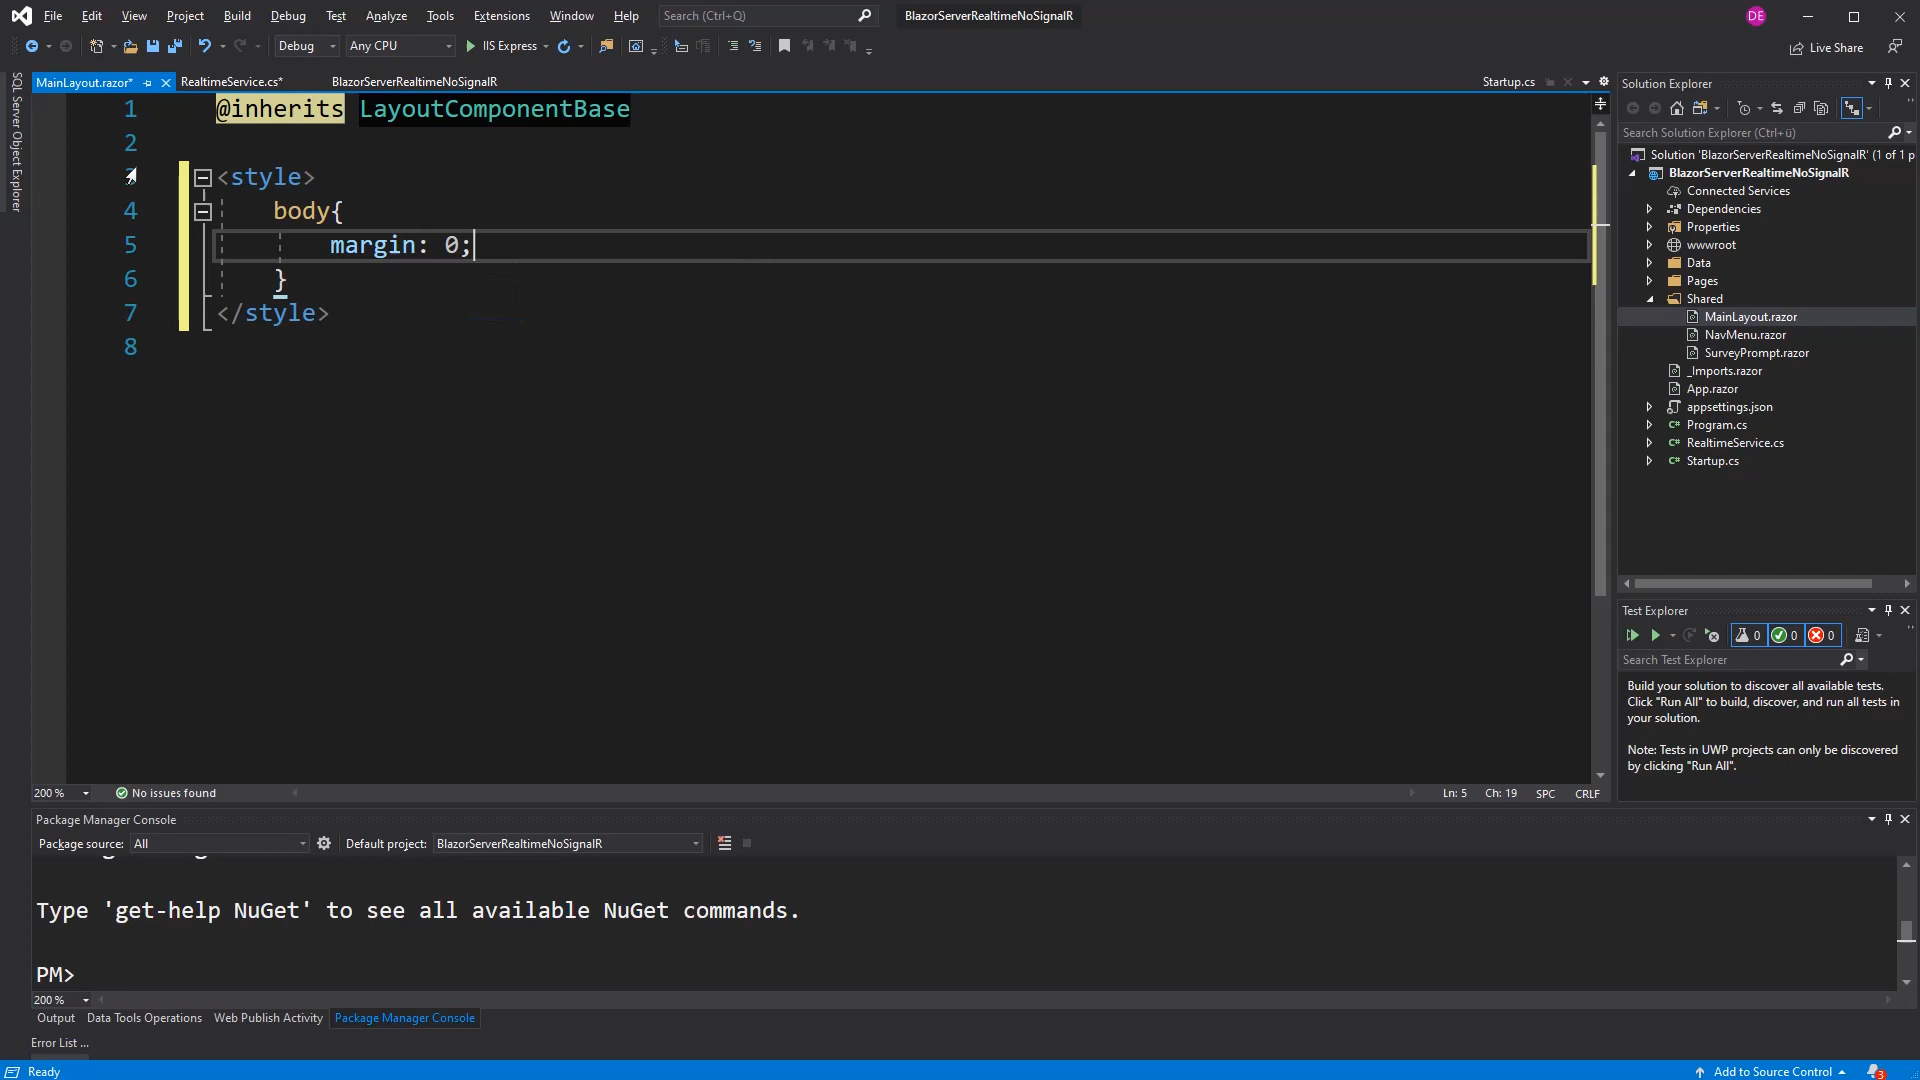 File Edit View Project Build Debug Test Analyze Tools Extensions Window Help Search (Ctrl+Q) BlazorServerRealtimeNoSignalR DE
Debug Any CPU IIS Express Live Share
SQL Server Object Explorer
MainLayout.razor* RealtimeService.cs* BlazorServerRealtimeNoSignalR Startup.cs
1 @inherits LayoutComponentBase
2
<style>
4 body{
5 margin: 0;
6 }
7 </style>
8
200 % No issues found Ln: 5 Ch: 19 SPC CRLF
Solution Explorer
Search Solution Explorer (Ctrl+ü)
Solution 'BlazorServerRealtimeNoSignalR' (1 of 1 p
BlazorServerRealtimeNoSignalR
Connected Services
Dependencies
Properties
wwwroot
Data
Pages
Shared
MainLayout.razor
NavMenu.razor
SurveyPrompt.razor
_Imports.razor
App.razor
appsettings.json
Program.cs
RealtimeService.cs
Startup.cs
Test Explorer
0 0 0
Search Test Explorer
Build your solution to discover all available tests.
Click "Run All" to build, discover, and run all tests in
your solution.
Note: Tests in UWP projects can only be discovered
by clicking "Run All".
Package Manager Console
Package source: All Default project: BlazorServerRealtimeNoSignalR
Type 'get-help NuGet' to see all available NuGet commands.
PM>
200 %
Output Data Tools Operations Web Publish Activity Package Manager Console
Error List ...
Ready Add to Source Control 3